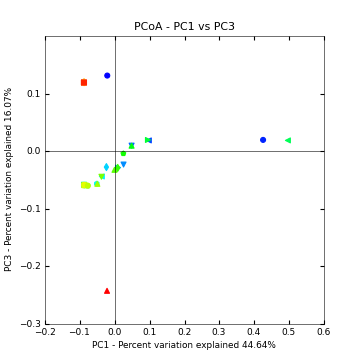 PCoA - PC1 vs PC3
PC3 - Percent variation explained 16.07%
0.1
0.0
−0.1
−0.2
−0.3
−0.2 −0.1 0.0 0.1 0.2 0.3 0.4 0.5 0.6
PC1 - Percent variation explained 44.64%